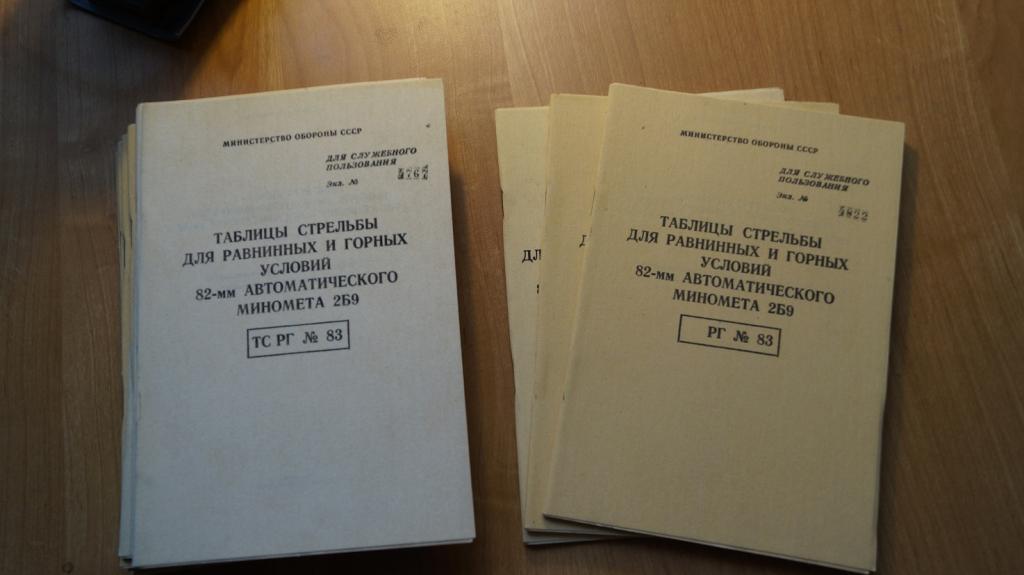 МИНИСТЕРСТВО ОБОРОНЫ СССР
ДЛЯ СЛУЖЕБНОГО
ПОЛЬЗОВАНИЯ
Экз. №
ТАБЛИЦЫ СТРЕЛЬБЫ
ДЛЯ РАВНИННЫХ И ГОРНЫХ
УСЛОВИЙ
82-мм АВТОМАТИЧЕСКОГО
МИНОМЕТА 2Б9
ТС РГ № 83
ДЛ
Д
МИНИСТЕРСТВО ОБОРОНЫ СССР
ДЛЯ СЛУЖЕБНОГО
ПОЛЬЗОВАНИЯ
Экз. №
ТАБЛИЦЫ СТРЕЛЬБЫ
ДЛЯ РАВНИННЫХ И ГОРНЫХ
УСЛОВИЙ
82-мм АВТОМАТИЧЕСКОГО
МИНОМЕТА 2Б9
РГ № 83